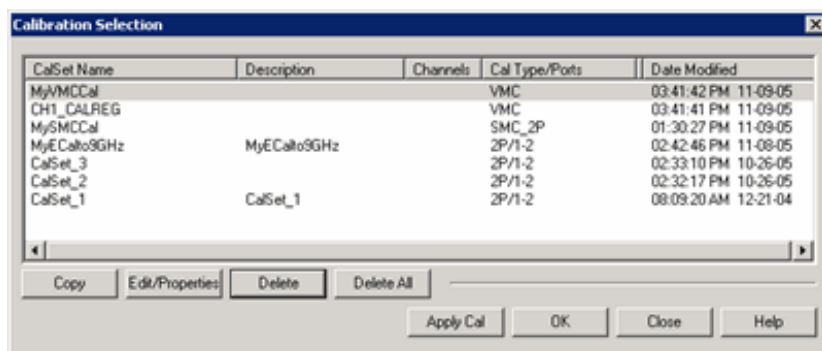 Calibration Selection
CalSet Name Description Channels Cal Type/Ports Date Modified
MyVMCCal VMC 03:41:42 PM 11-09-05
CH1_CALREG VMC 03:41:41 PM 11-09-05
MySMCCal SMC_2P 01:30:27 PM 11-09-05
MyECalto9GHz MyECalto9GHz 2P/1-2 02:42:46 PM 11-08-05
CalSet_3 2P/1-2 02:33:10 PM 10-26-05
CalSet_2 2P/1-2 02:32:17 PM 10-26-05
CalSet_1 CalSet_1 2P/1-2 08:09:20 AM 12-21-04
Copy Edit/Properties Delete Delete All
Apply Cal OK Close Help